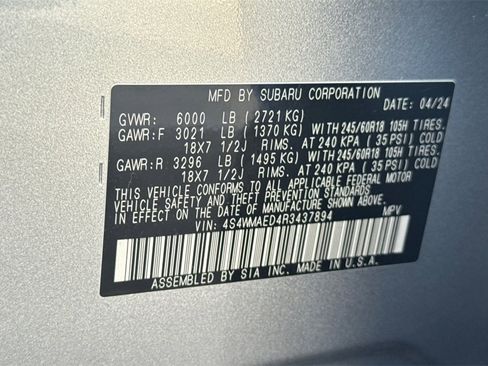 MFD BY SUBARU CORPORATION
DATE: 04/24
GVWR: 6000 LB (2721 KG)
GAWR:F 3021 LB (1370 KG) WITH 245/60R18 105H TIRES.
18X7 1/2J RIMS. AT 240 KPA (35 PSI) COLD
GAWR:R 3296 LB (1495 KG) WITH 245/60R18 105H TIRES.
18X7 1/2J RIMS. AT 240 KPA (35 PSI) COLD
THIS VEHICLE CONFORMS TO ALL APPLICABLE FEDERAL MOTOR
VEHICLE SAFETY AND THEFT PREVENTION STANDARDS
IN EFFECT ON THE DATE OF MANUFACTURE SHOWN ABOVE.
VIN: 4S4WMAED4R3437894 MPV
ASSEMBLED BY SIA INC. MADE IN U.S.A.